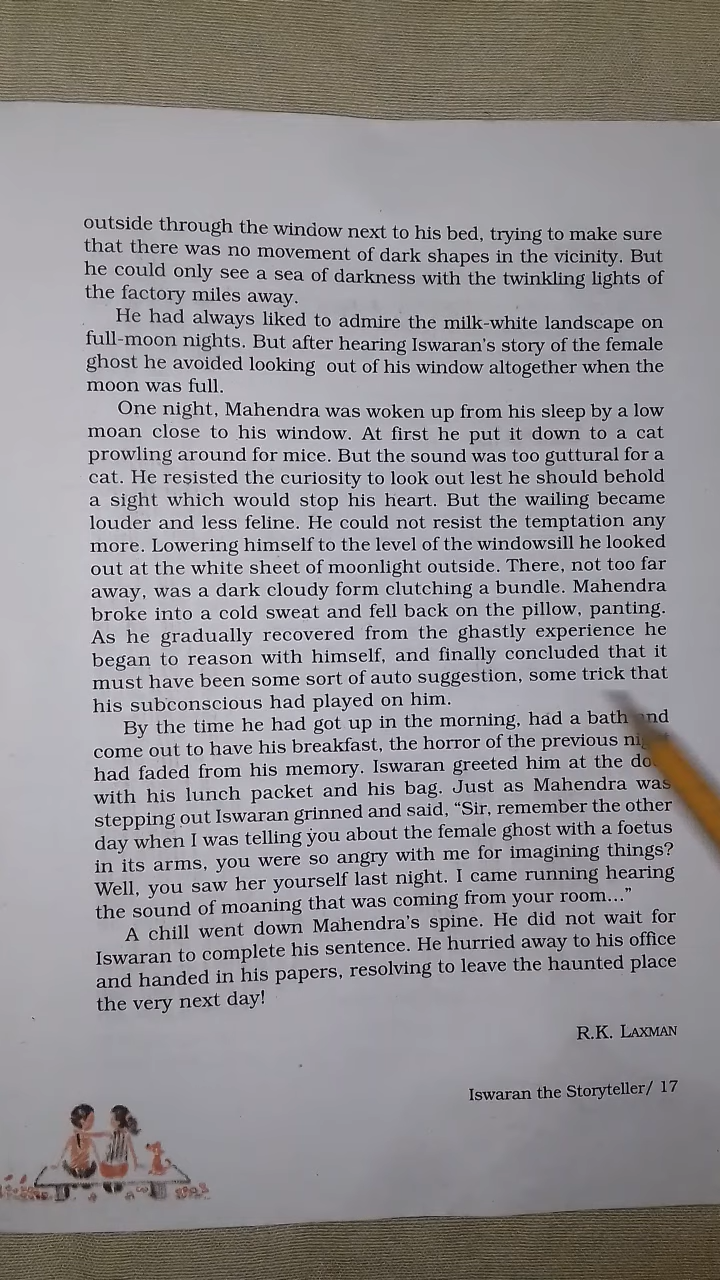 outside through the window next to his bed, trying to make sure
that there was no movement of dark shapes in the vicinity. But
he could only see a sea of darkness with the twinkling lights of
the factory miles away.
He had always liked to admire the milk-white landscape on
full-moon nights. But after hearing Iswaran's story of the female
ghost he avoided looking out of his window altogether when the
moon was full.
One night, Mahendra was woken up from his sleep by a low
moan close to his window. At first he put it down to a cat
prowling around for mice. But the sound was too guttural for a
cat. He resisted the curiosity to look out lest he should behold
a sight which would stop his heart. But the wailing became
louder and less feline. He could not resist the temptation any
more. Lowering himself to the level of the windowsill he looked
out at the white sheet of moonlight outside. There, not too far
away, was a dark cloudy form clutching a bundle. Mahendra
broke into a cold sweat and fell back on the pillow, panting.
As he gradually recovered from the ghastly experience he
began to reason with himself, and finally concluded that it
must have been some sort of auto suggestion, some trick that
his subconscious had played on him.
By the time he had got up in the morning, had a bath and
come out to have his breakfast, the horror of the previous
had faded from his memory. Iswaran greeted him at the
with his lunch packet and his bag. Just as Mahendra was
stepping out Iswaran grinned and said, “Sir, remember the other
day when I was telling you about the female ghost with a foetus
in its arms, you were so angry with me for imagining things?
Well, you saw her yourself last night. I came running hearing
the sound of moaning that was coming from your room...”
A chill went down Mahendra's spine. He did not wait for
Iswaran to complete his sentence. He hurried away to his office
and handed in his papers, resolving to leave the haunted place
the very next day!
R.K. LAXMAN
Iswaran the Storyteller/ 17